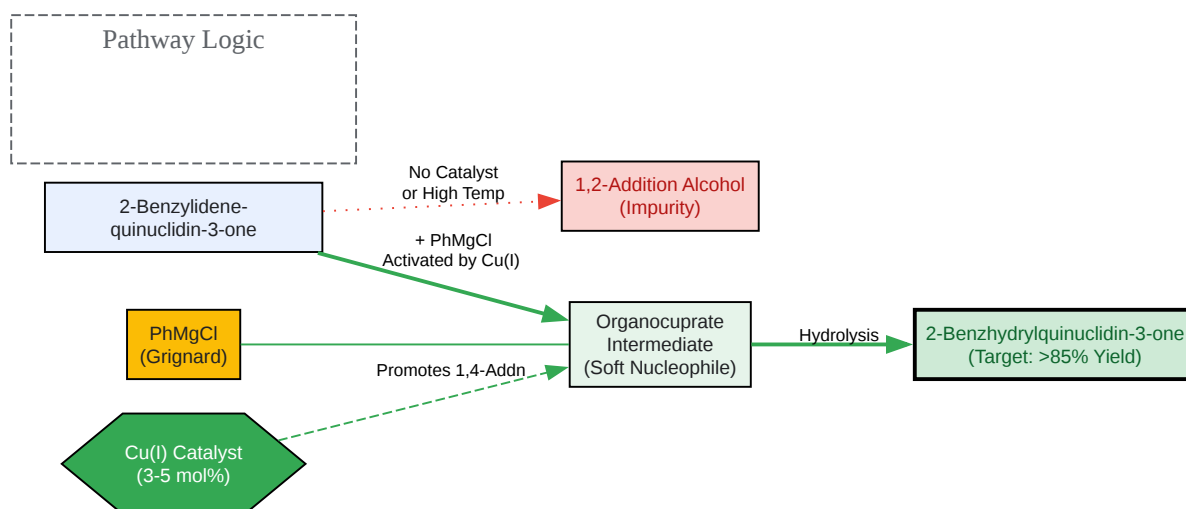 Pathway Logic
No Catalyst
or High Temp
2-Benzylidene-
quinuclidin-3-one
1,2-Addition Alcohol
(Impurity)
+ PhMgCl
Activated by Cu(I)
PhMgCl
(Grignard)
Organocuprate
Intermediate
(Soft Nucleophile)
Hydrolysis
2-Benzhydrylquinuclidin-3-one
(Target: >85% Yield)
Promotes 1,4-Addn
Cu(I) Catalyst
(3-5 mol%)